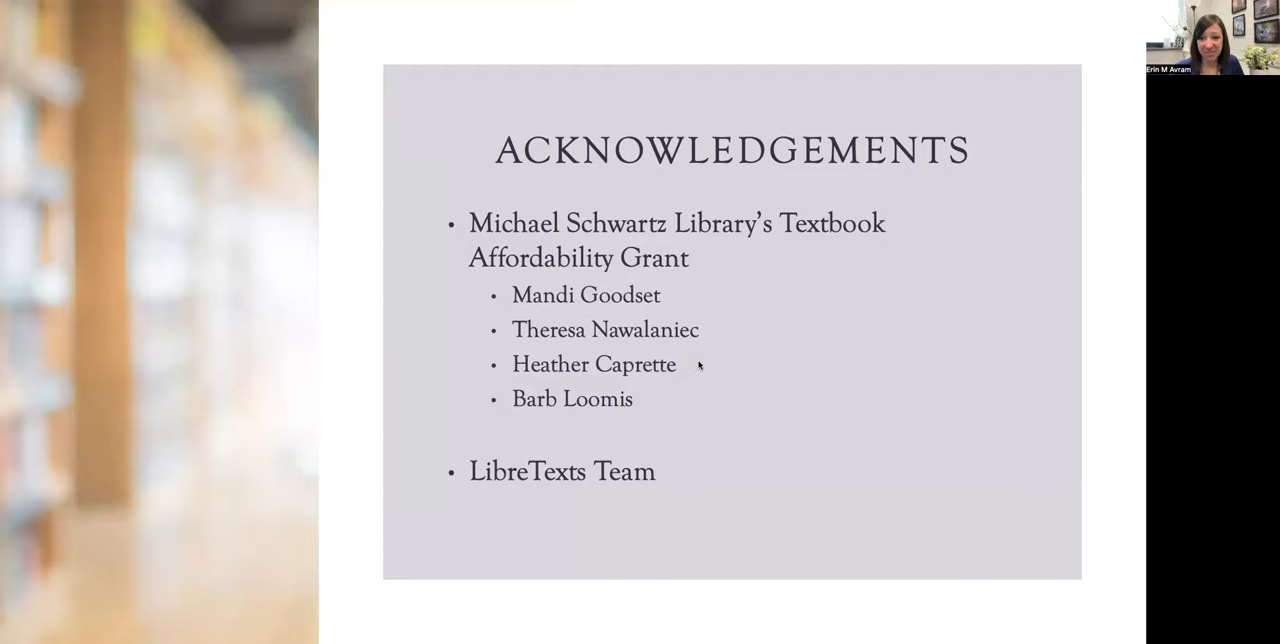 ACKNOWLEDGEMENTS
• Michael Schwartz Library’s Textbook
Affordability Grant
• Mandi Goodset
• Theresa Nawalaniec
• Heather Caprette
• Barb Loomis
• LibreTexts Team
Erin M Avram